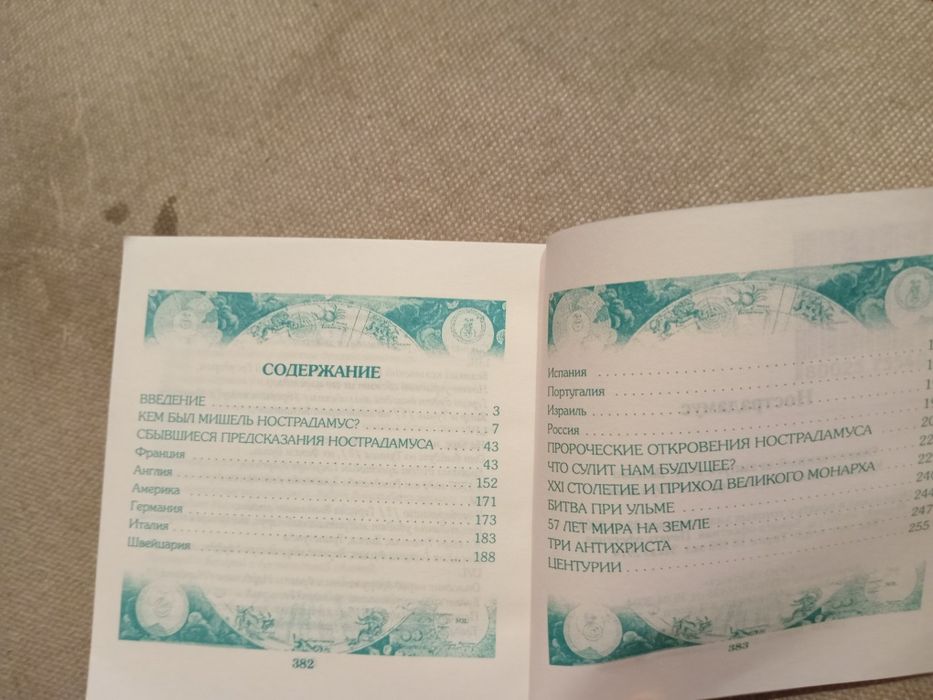 СОДЕРЖАНИЕ
ВВЕДЕНИЕ . . . . . . . . . . . . . . . . . . . . . . . . . . . . . . 3
КЕМ БЫЛ МИШЕЛЬ НОСТРАДАМУС? . . . . . . . . . . . . . . 7
СБЫВШИЕСЯ ПРЕДСКАЗАНИЯ НОСТРАДАМУСА . . . . . . 43
Франция . . . . . . . . . . . . . . . . . . . . . . . . . . . . . . 43
Англия . . . . . . . . . . . . . . . . . . . . . . . . . . . . . . 152
Америка . . . . . . . . . . . . . . . . . . . . . . . . . . . . . . 171
Германия . . . . . . . . . . . . . . . . . . . . . . . . . . . . . . 173
Италия . . . . . . . . . . . . . . . . . . . . . . . . . . . . . . 183
Швейцария . . . . . . . . . . . . . . . . . . . . . . . . . . . . . . 188
382
Испания
Португалия
Израиль
Россия
ПРОРОЧЕСКИЕ ОТКРОВЕНИЯ НОСТРАДАМУСА
ЧТО СУЛИТ НАМ БУДУЩЕЕ?
XXI СТОЛЕТИЕ И ПРИХОД ВЕЛИКОГО МОНАРХА
БИТВА ПРИ УЛЬМЕ
57 ЛЕТ МИРА НА ЗЕМЛЕ
ТРИ АНТИХРИСТА
ЦЕНТУРИИ . . . . . . . . . . . . . . . . . . . . . . . . . . . . . . 255
383